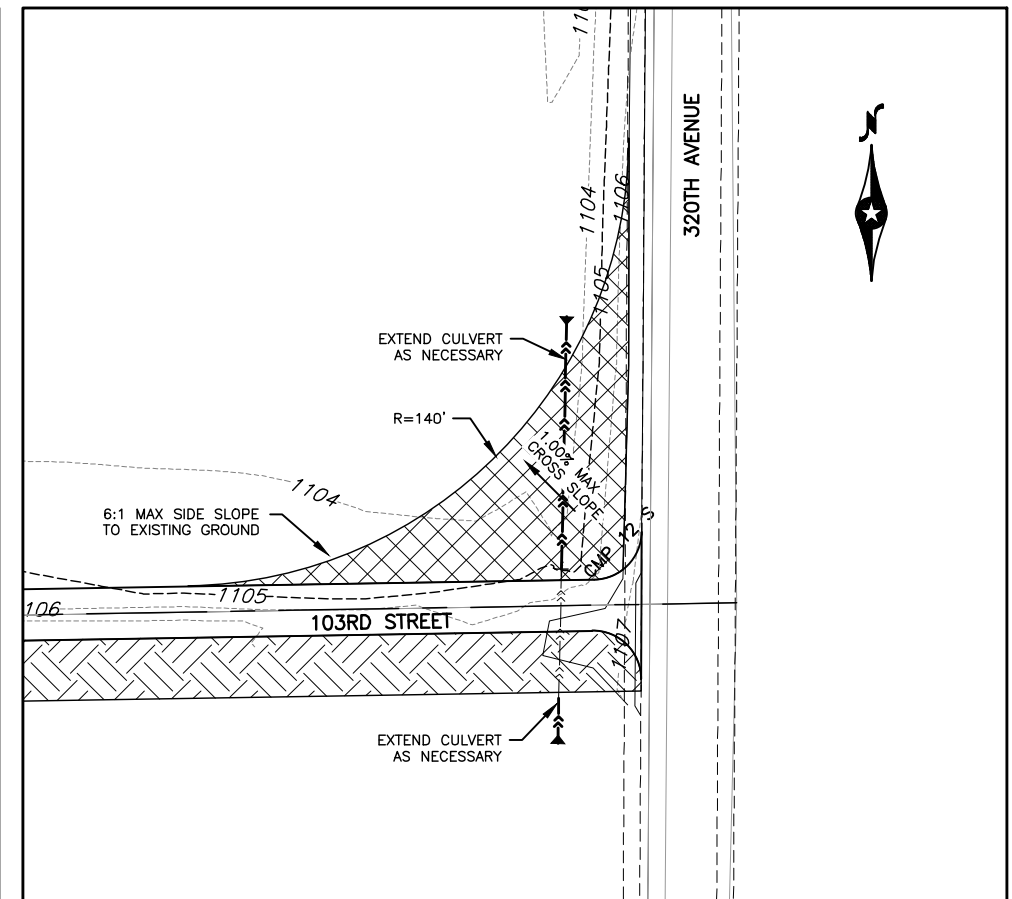 110
320TH AVENUE
N
1104
1106
1105
EXTEND CULVERT
AS NECESSARY
R=140'
1.00% MAX
CROSS SLOPE
1104
6:1 MAX SIDE SLOPE
TO EXISTING GROUND
CMP 12 S
1105
106
103RD STREET
1107
EXTEND CULVERT
AS NECESSARY